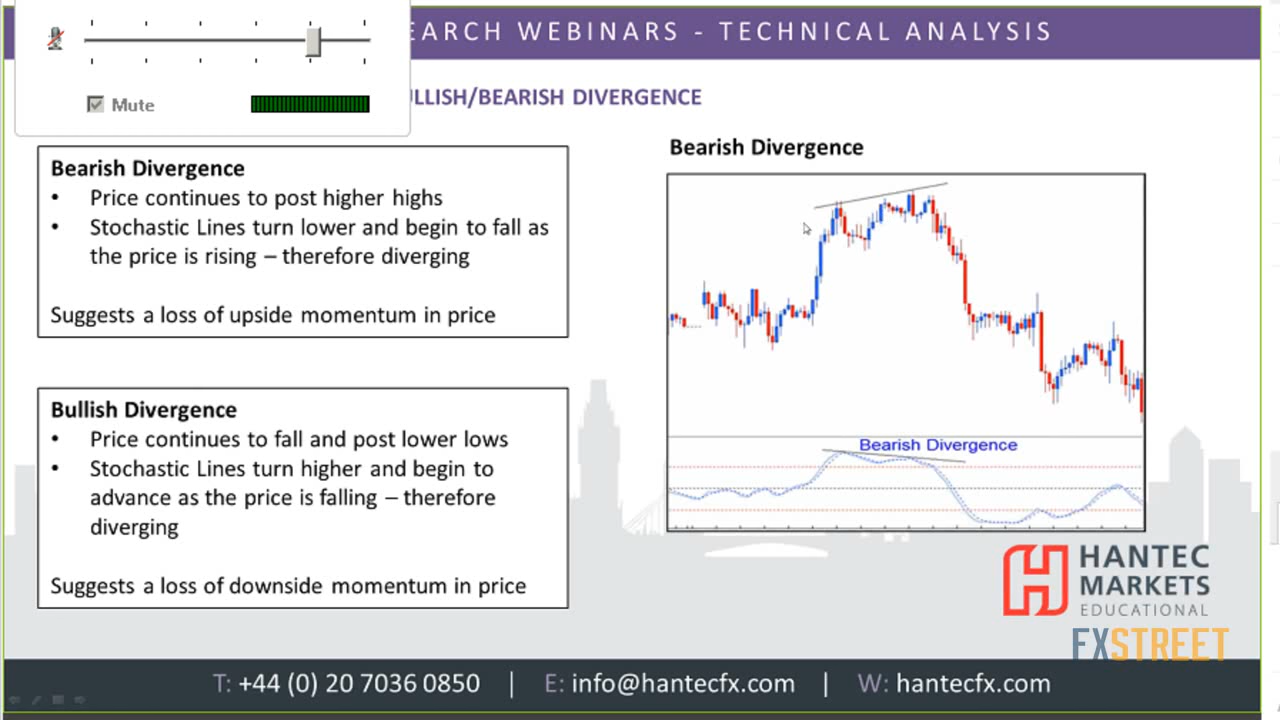 EARCH WEBINARS - TECHNICAL ANALYSIS
Mute
LLISH/BEARISH DIVERGENCE
Bearish Divergence
• Price continues to post higher highs
• Stochastic Lines turn lower and begin to fall as
the price is rising – therefore diverging
Suggests a loss of upside momentum in price
Bullish Divergence
• Price continues to fall and post lower lows
• Stochastic Lines turn higher and begin to
advance as the price is falling – therefore
diverging
Suggests a loss of downside momentum in price
Bearish Divergence
Bearish Divergence
HANTEC
MARKETS
EDUCATIONAL
FXSTREET
T: +44 (0) 20 7036 0850 | E: info@hantecfx.com | W: hantecfx.com